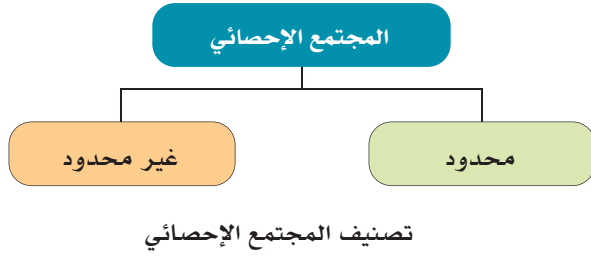 المجتمع الإحصائي
محدود
غير محدود
تصنيف المجتمع الإحصائي